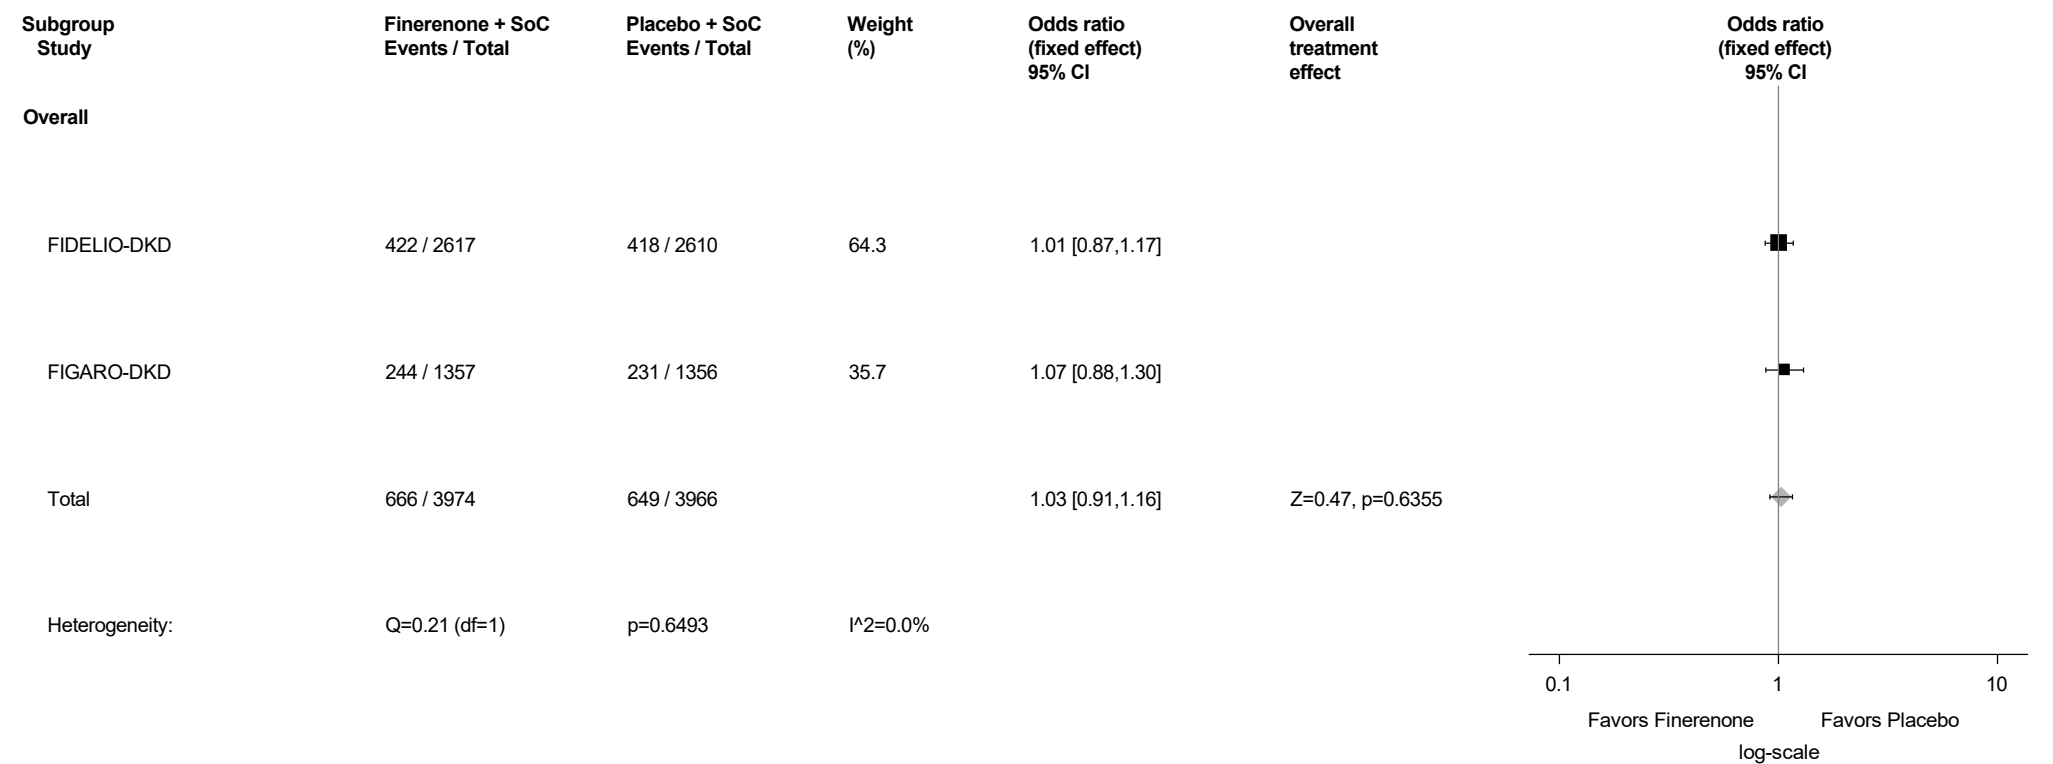 Subgroup Finerenone + SoC Placebo + SoC Weight Odds ratio Overall Odds ratio
Study Events / Total Events / Total (%) (fixed effect) treatment (fixed effect)
95% CI effect 95% CI
Overall
FIDELIO-DKD 422 / 2617 418 / 2610 64.3 1.01 [0.87,1.17]
FIGARO-DKD 244 / 1357 231 / 1356 35.7 1.07 [0.88,1.30]
Total 666 / 3974 649 / 3966 1.03 [0.91,1.16] Z=0.47, p=0.6355
Heterogeneity: Q=0.21 (df=1) p=0.6493 I^2=0.0%
0.1 1 10
Favors Finerenone Favors Placebo
log-scale